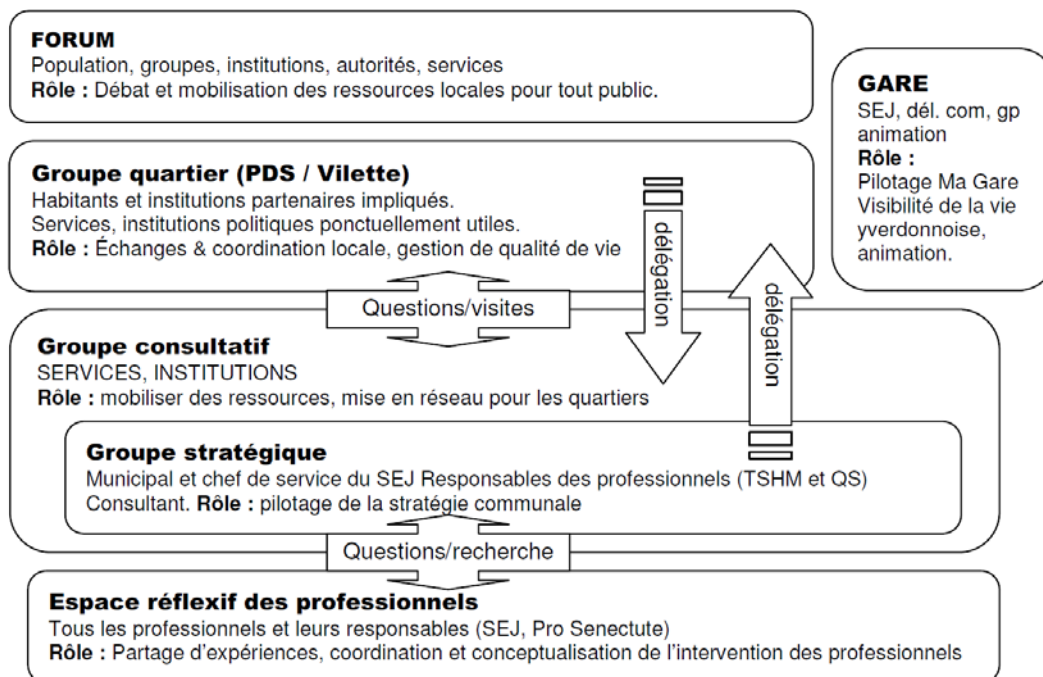 FORUM
Population, groupes, institutions, autorités, services
Rôle : Débat et mobilisation des ressources locales pour tout public.
GARE
SEJ, dél. com, gp
animation
Rôle :
Pilotage Ma Gare
Visibilité de la vie
yverdonnoise,
animation.
Groupe quartier (PDS / Vilette)
Habitants et institutions partenaires impliqués.
Services, institutions politiques ponctuellement utiles.
Rôle : Échanges & coordination locale, gestion de qualité de vie
délégation
délégation
Questions/visites
Groupe consultatif
SERVICES, INSTITUTIONS
Rôle : mobiliser des ressources, mise en réseau pour les quartiers
Groupe stratégique
Municipal et chef de service du SEJ Responsables des professionnels (TSHM et QS)
Consultant. Rôle : pilotage de la stratégie communale
Questions/recherche
Espace réflexif des professionnels
Tous les professionnels et leurs responsables (SEJ, Pro Senectute)
Rôle : Partage d'expériences, coordination et conceptualisation de l'intervention des professionnels